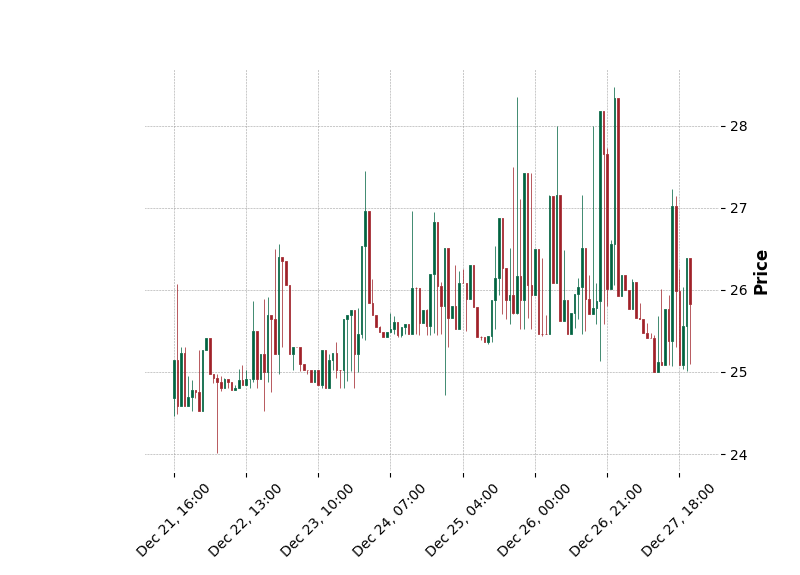 28
27
26
25
24
Price
Dec 21, 16:00
Dec 22, 13:00
Dec 23, 10:00
Dec 24, 07:00
Dec 25, 04:00
Dec 26, 00:00
Dec 26, 21:00
Dec 27, 18:00